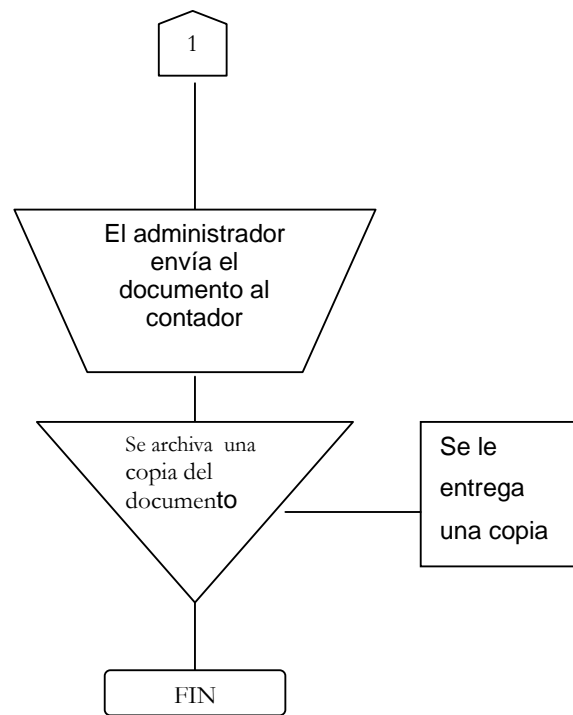 1
El administrador
envía el
documento al
contador
Se archiva una
copia del
documento
Se le
entrega
una copia
FIN